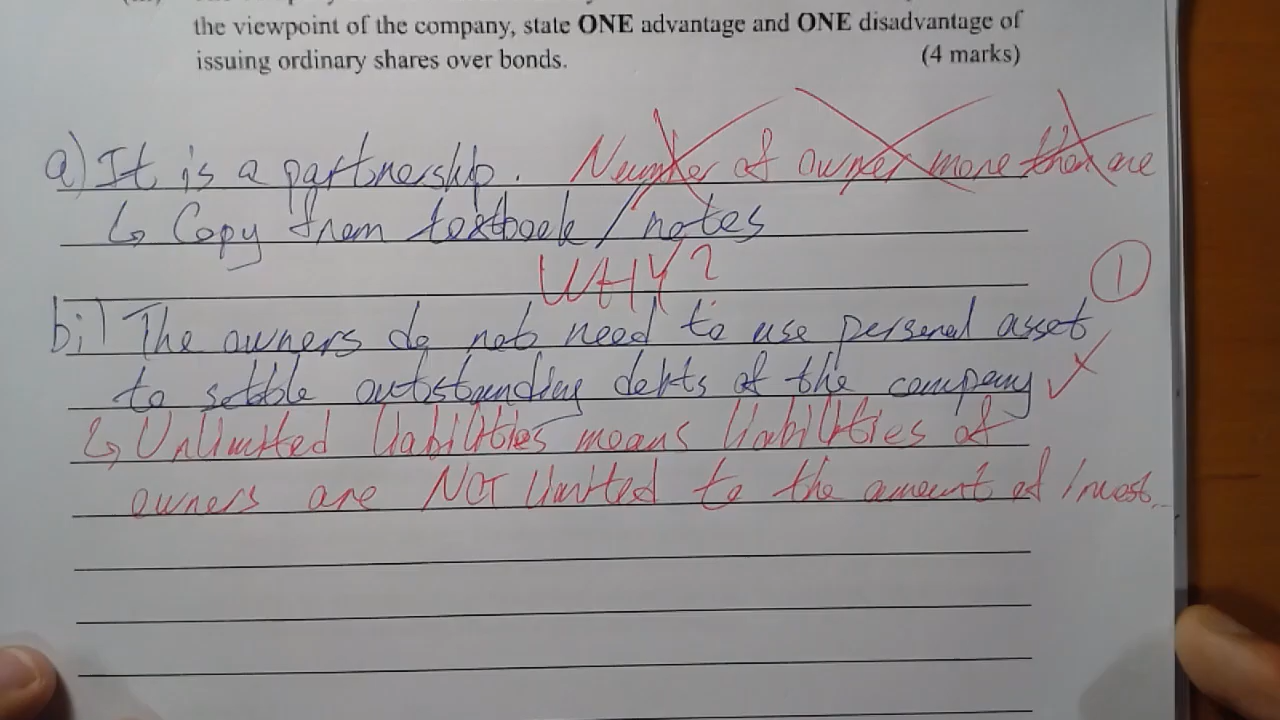 the viewpoint of the company, state ONE advantage and ONE disadvantage of
issuing ordinary shares over bonds. (4 marks)
a) It is a partnership. Number of owner more than one
↳ Copy from textbook / notes
WHY?
1
bi) The owners do not need to use personal asset
to settle outstanding debts of the company ✓
↳ Unlimited liabilities means liabilities of
owners are NOT limited to the amount of invest..